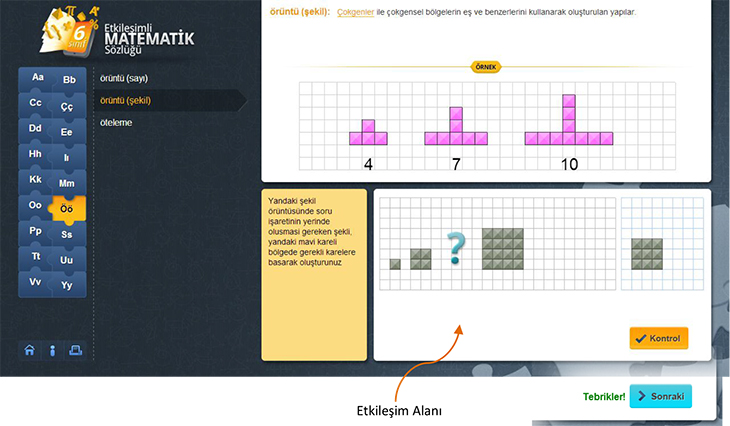 6.
sınıf
Etkileşimli
MATEMATİK
Sözlüğü
Aa
Bb
Cc
Çç
Dd
Ee
Hh
Iı
Kk
Mm
Oo
Öö
Pp
Ss
Tt
Uu
Vv
Yy
örüntü (sayı)
örüntü (şekil)
öteleme
örüntü (şekil): Çokgenler ile çokgensel bölgelerin eş ve benzerlerini kullanarak oluşturulan yapılar.
ÖRNEK
4 7 10
Yandaki şekil
örüntüsünde soru
işaretinin yerinde
olusması gereken şekli,
yandaki mavi kareli
bölgede gerekli karelere
basarak oluşturunuz
?
Kontrol
Tebrikler! Sonraki
Etkileşim Alanı